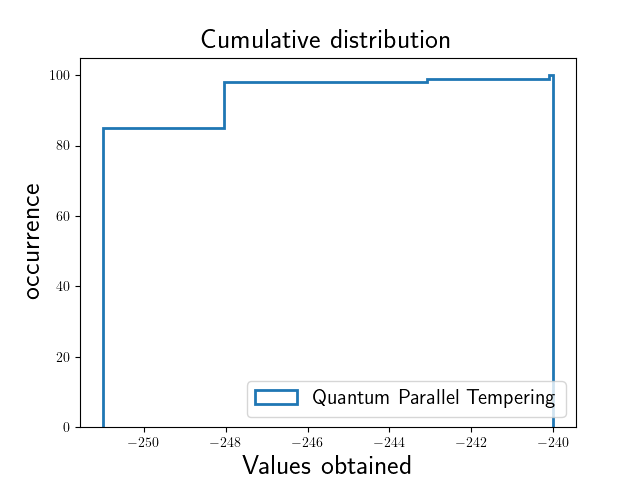 Cumulative distribution
100
80
60
40
20
0
occurrence
−250 −248 −246 −244 −242 −240
Values obtained
Quantum Parallel Tempering